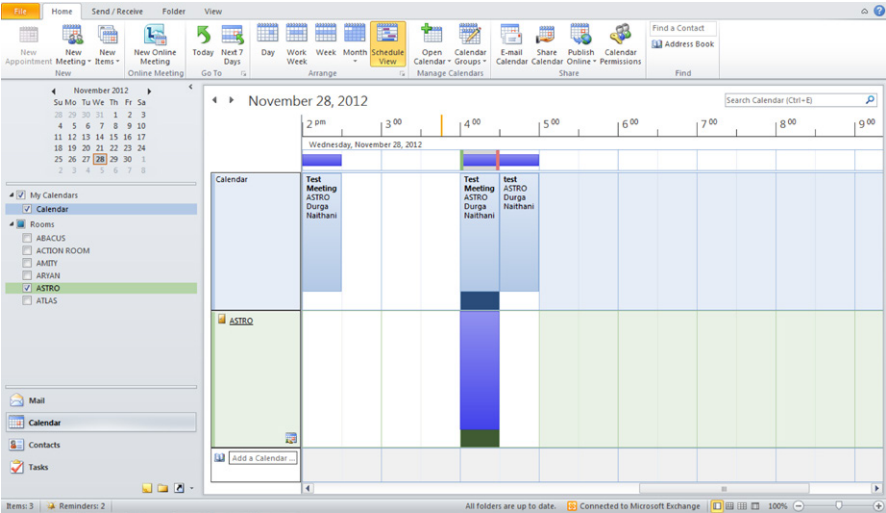 File Home Send / Receive Folder View
New Appointment
New Meeting
New Items
New Online Meeting
Today
Next 7 Days
Day
Work Week
Week
Month
Schedule View
Open Calendar
Calendar Groups
E-mail Calendar
Share Calendar
Publish Online
Calendar Permissions
Find a Contact
Address Book
New Online Meeting Go To Arrange Manage Calendars Share Find
November 2012
Su Mo Tu We Th Fr Sa
28 29 30 31 1 2 3
4 5 6 7 8 9 10
11 12 13 14 15 16 17
18 19 20 21 22 23 24
25 26 27 28 29 30 1
2 3 4 5 6 7 8
My Calendars
Calendar
Rooms
ABACUS
ACTION ROOM
AMITY
ARYAN
ASTRO
ATLAS
Mail
Calendar
Contacts
Tasks
November 28, 2012
Search Calendar (Ctrl+E)
2 pm 3 00 4 00 5 00 6 00 7 00 8 00 9 00
Wednesday, November 28, 2012
Calendar
Test
Meeting
ASTRO
Durga
Naithani
Test
Meeting
ASTRO
Durga
Naithani
test
ASTRO
Durga
Naithani
ASTRO
Add a Calendar ...
Items: 3 Reminders: 2 All folders are up to date. Connected to Microsoft Exchange 100%